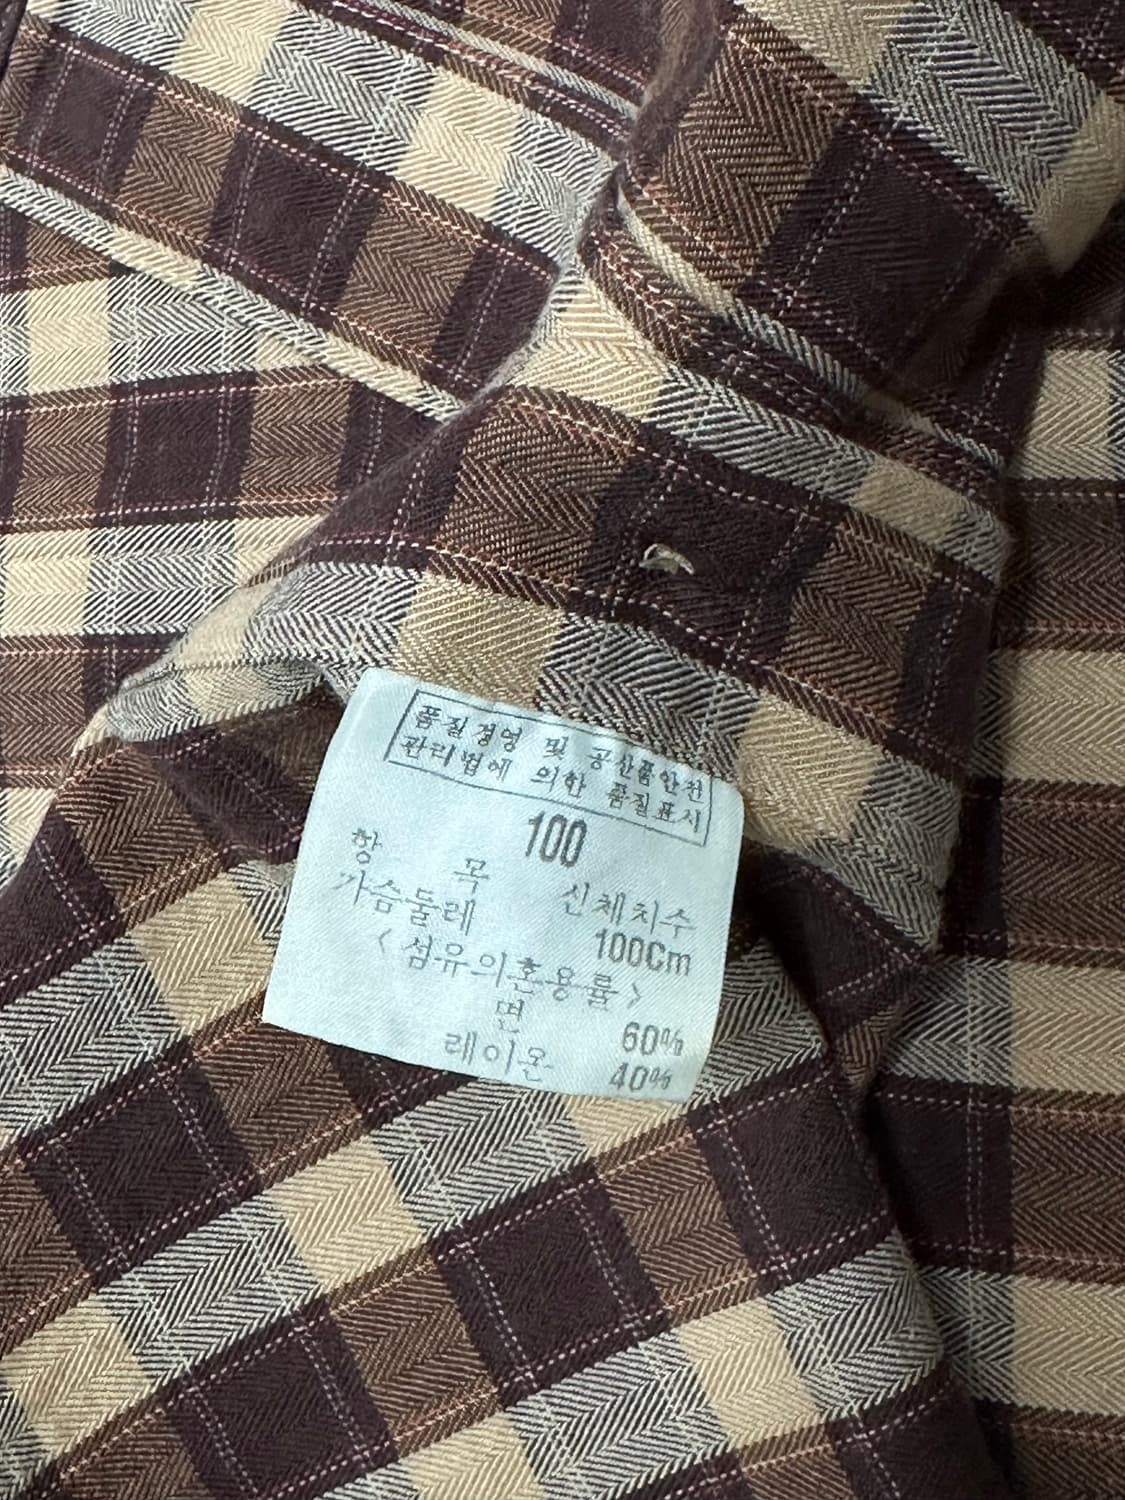 품질경영 및 공산품안전
관리법에 의한 품질표시
100
항 목 신체치수
가슴둘레 100Cm
<섬유의혼용률>
면 60%
레이온 40%